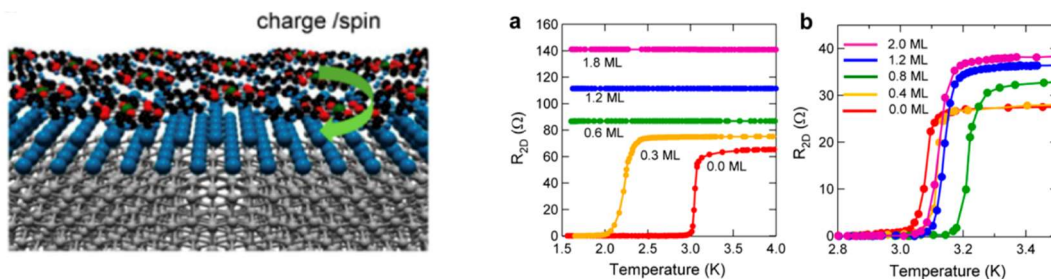 charge /spin
a
160
140
120
100
80
60
40
20
0
R2D (Ω)
1.8 ML
1.2 ML
0.6 ML
0.3 ML
0.0 ML
1.5 2.0 2.5 3.0 3.5 4.0
Temperature (K)
b
40
30
20
10
0
R2D (Ω)
2.0 ML
1.2 ML
0.8 ML
0.4 ML
0.0 ML
2.8 3.0 3.2 3.4
Temperature (K)